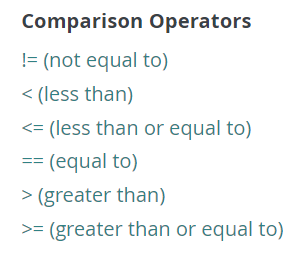 Comparison Operators
!= (not equal to)
< (less than)
<= (less than or equal to)
== (equal to)
> (greater than)
>= (greater than or equal to)